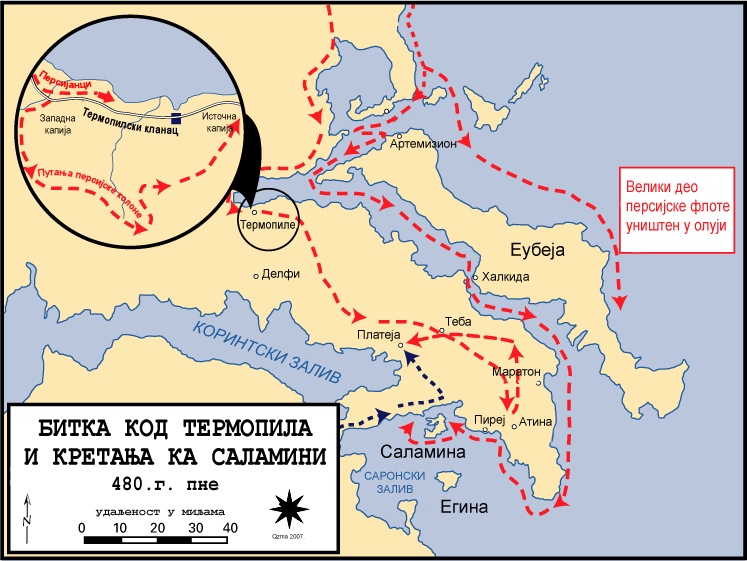 Персијанци
Западна
капија
Термопилски кланац
Источна
капија
Путања персијске колоне
Артемизион
Велики део
персијске флоте
уништен у олуји
Термопиле
Еубеја
Делфи
Халкида
КОРИНТСКИ ЗАЛИВ
Теба
Платеја
Маратон
Пиреј
Атина
Саламина
САРОНСКИ
ЗАЛИВ
Егина
БИТКА КОД ТЕРМОПИЛА
И КРЕТАЊА КА САЛАМИНИ
480.г. пне
удаљеност у миљама
0 10 20 30 40
N
Qzma 2007.